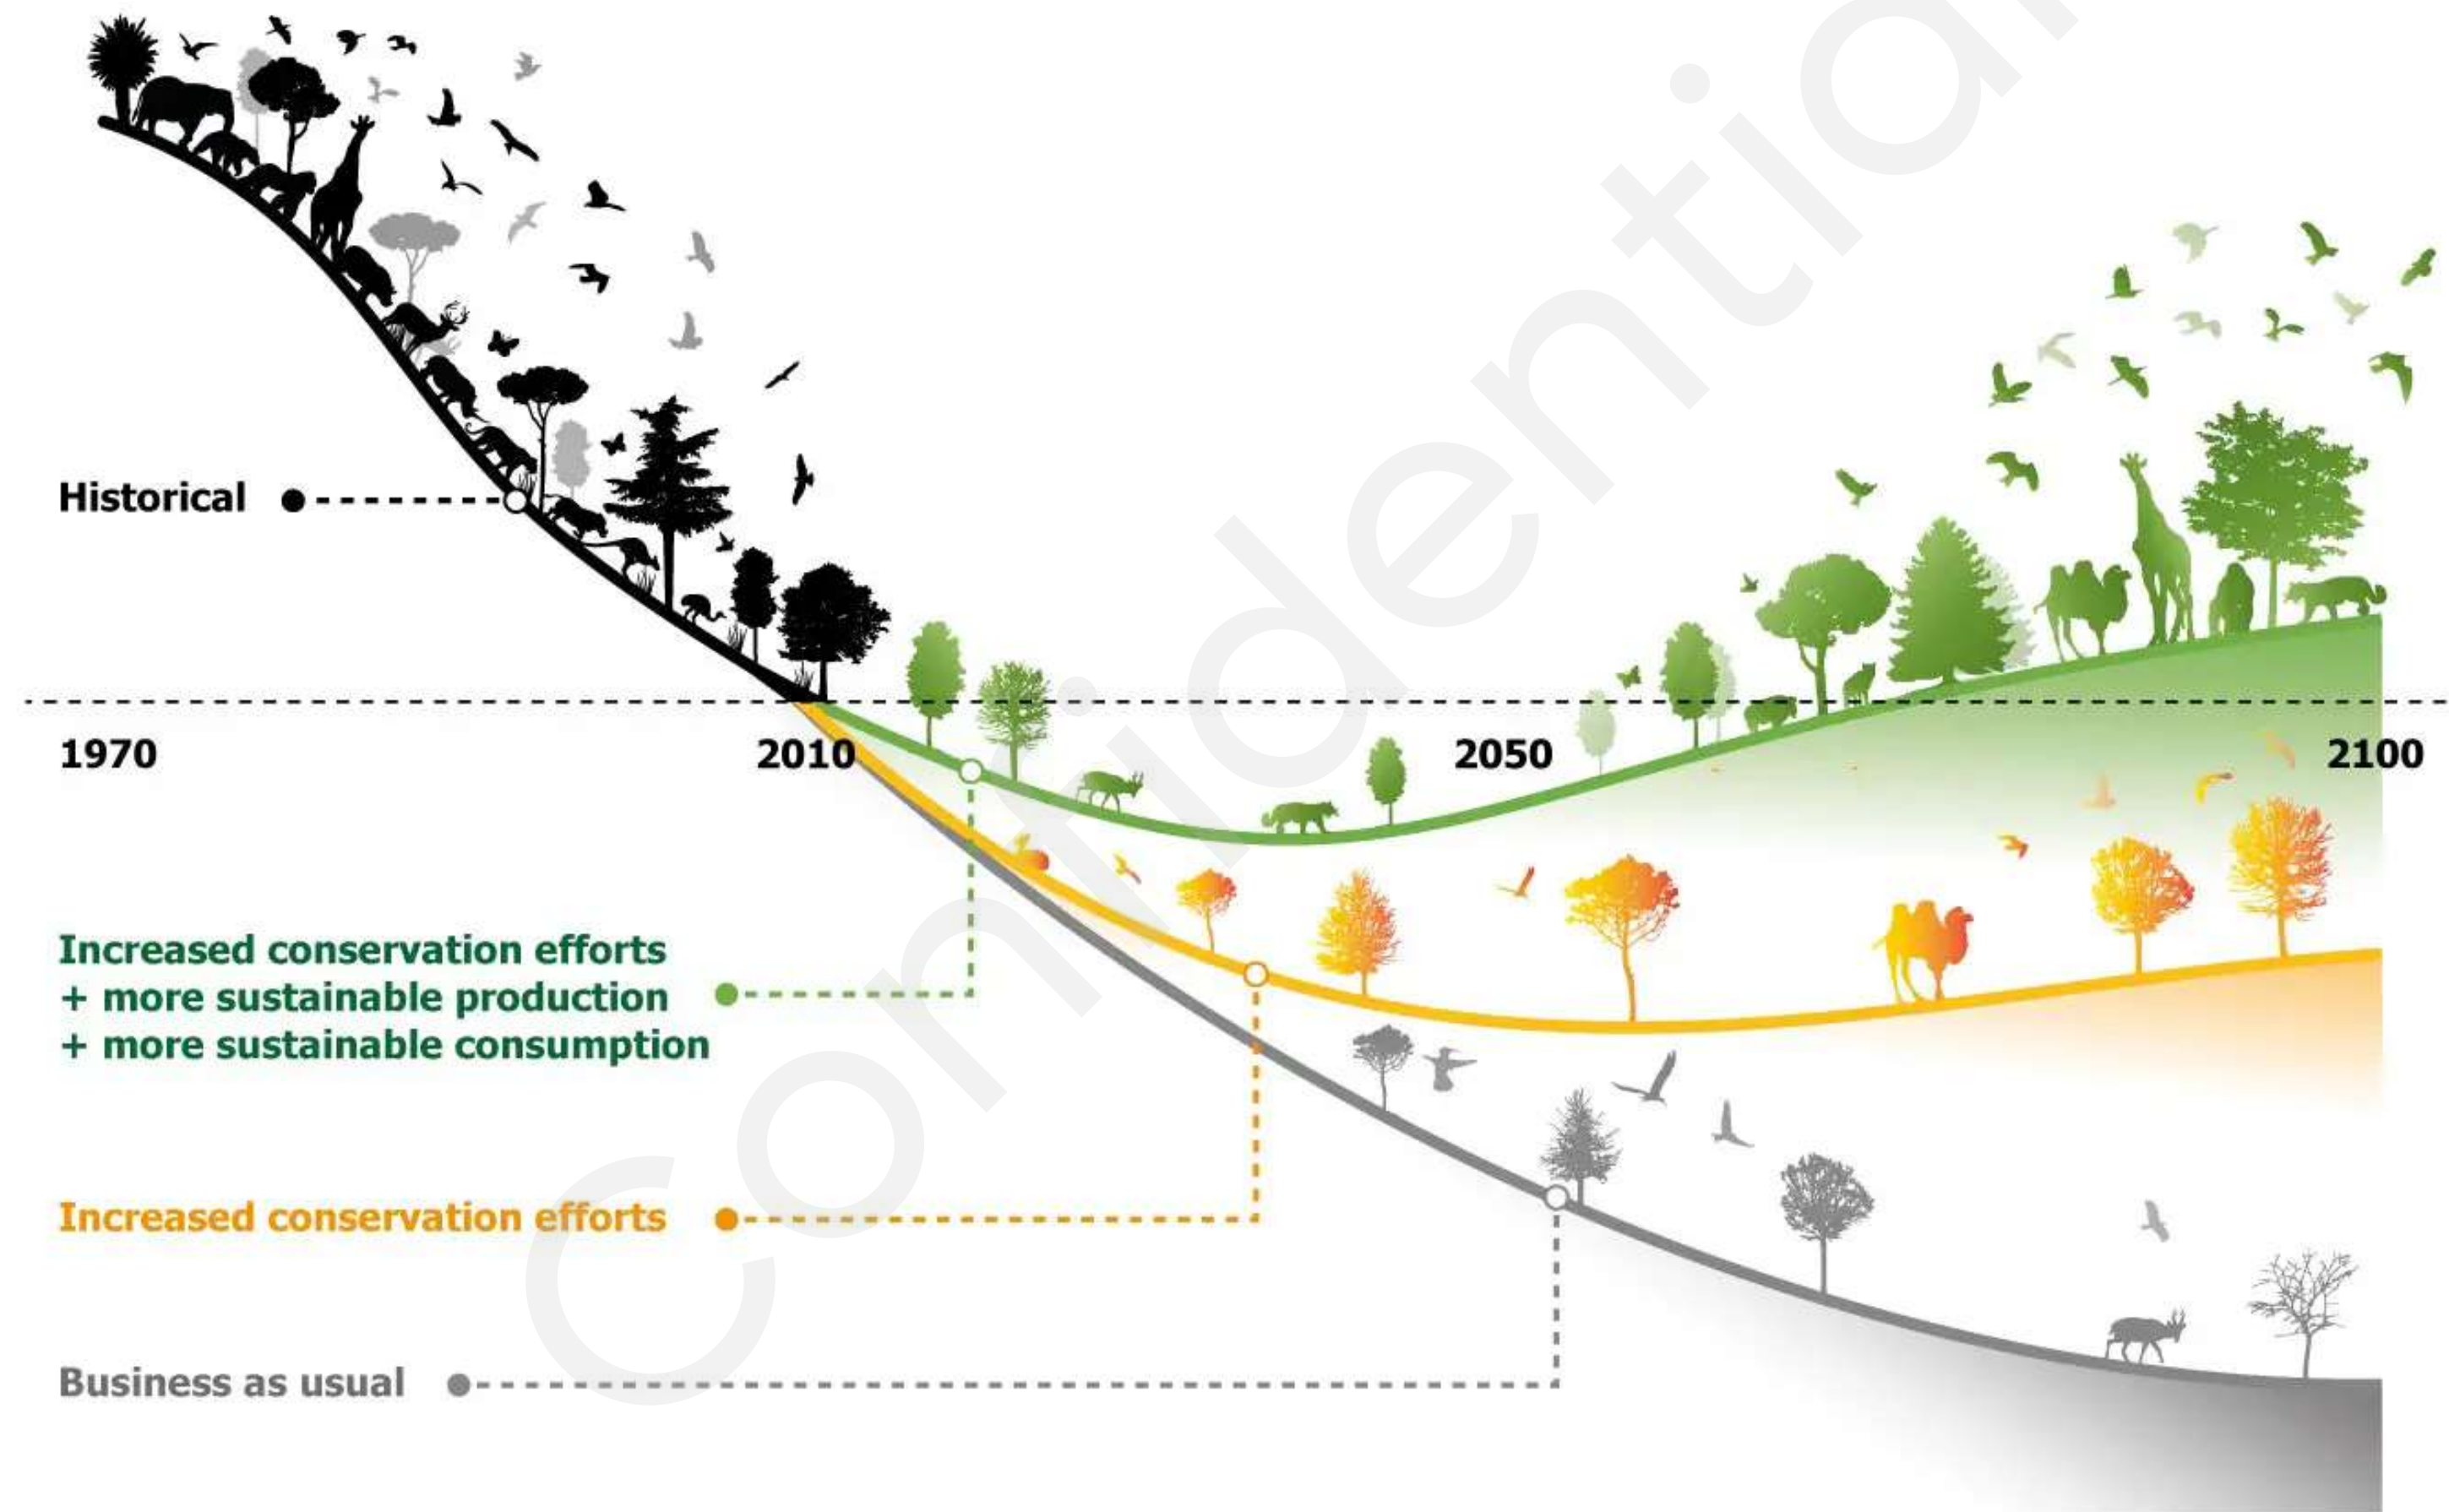 Historical
1970
2010
2050
2100
Increased conservation efforts
+ more sustainable production
+ more sustainable consumption
Increased conservation efforts
Business as usual
Confidential